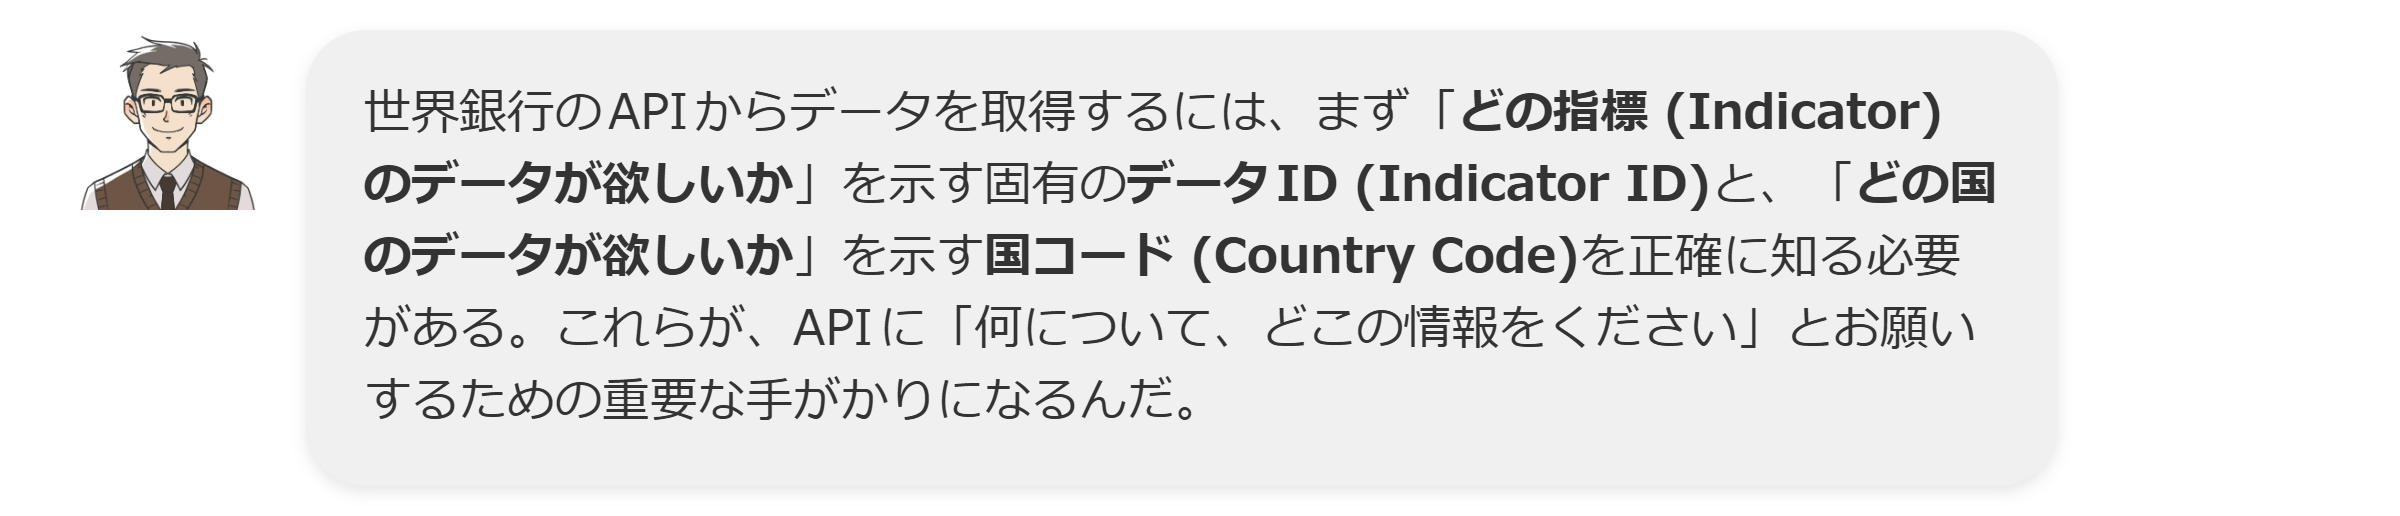 世界銀行のAPIからデータを取得するには、まず「どの指標 (Indicator)
のデータが欲しいか」を示す固有のデータID (Indicator ID)と、「どの国
のデータが欲しいか」を示す国コード (Country Code)を正確に知る必要
がある。これらが、APIに「何について、どこの情報をください」とお願い
するための重要な手がかりになるんだ。